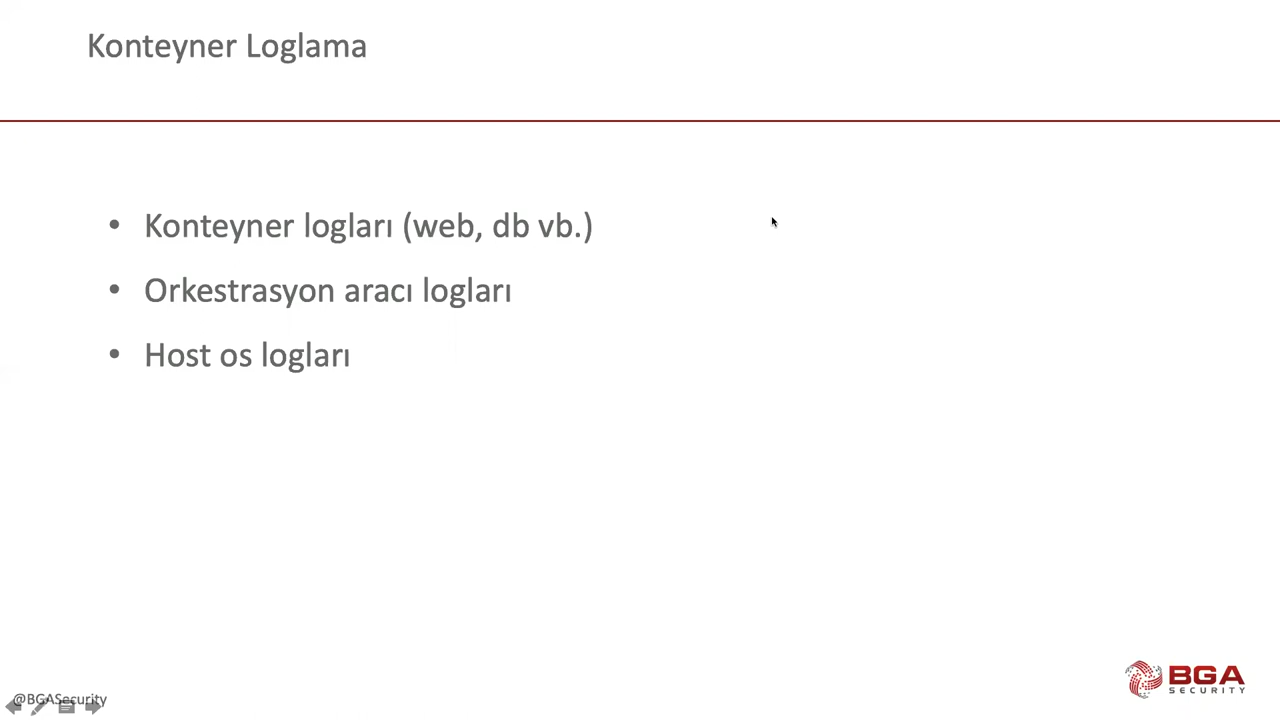 Konteyner Loglama
• Konteyner logları (web, db vb.)
• Orkestrasyon aracı logları
• Host os logları
@BGASecurity
BGA
SECURITY